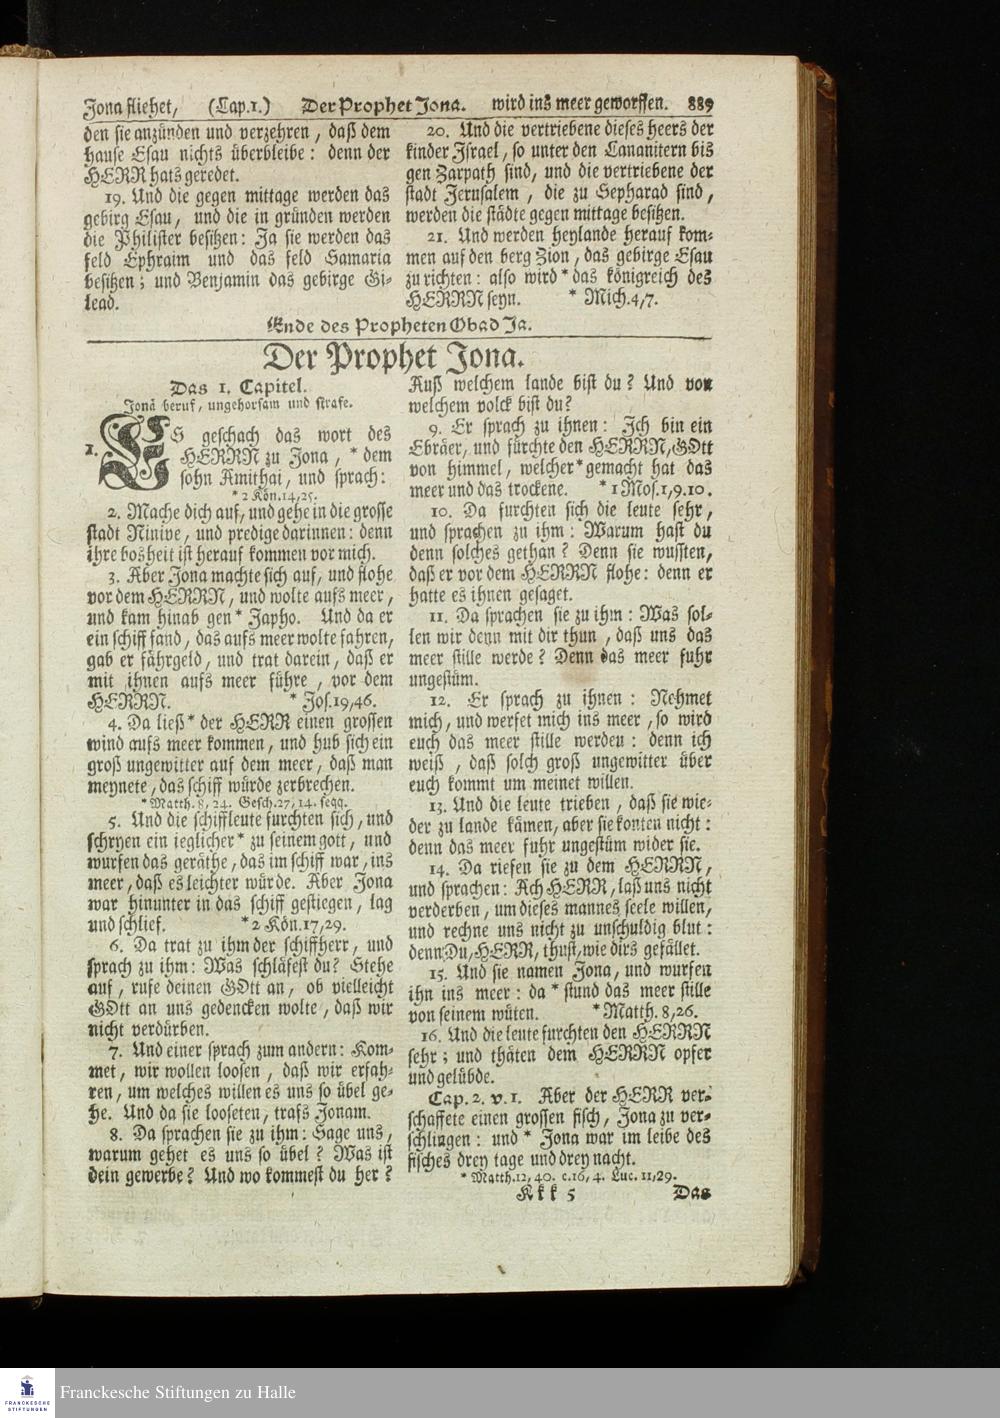 Jona fliehet, (Cap.1.) Der Prophet Jona. wird ins meer geworffen. 889
den sie anzünden und verzehren, daß dem
hause Esau nichts überbleibe: denn der
HERR hats geredet.
19. Und die gegen mittage werden das
gebirg Esau, und die in gründen werden
die Philister besitzen: Ja sie werden das
feld Ephraim und das feld Samaria
besitzen; und Benjamin das gebirge Gi-
lead.
20. Und die vertriebene dieses heers der
kinder Israel, so unter den Cananitern bis
gen Zarpath sind, und die vertriebene der
stadt Jerusalem, die zu Sepharad sind,
werden die städte gegen mittage besitzen.
21. Und werden heylande herauf kom-
men auf den berg Zion, das gebirge Esau
zu richten: also wird * das königreich des
HERRN seyn. * Mich.4,7.
Ende des Propheten Obad Ja.
Der Prophet Jona.
Das 1. Capitel.
Jonä beruf, ungehorsam und strafe.
1. ES geschach das wort des
HERRN zu Jona, * dem
sohn Amithai, und sprach:
* 2 Kön.14,25.
2. Mache dich auf, und gehe in die grosse
stadt Ninive, und predige darinnen: denn
ihre bosheit ist herauf kommen vor mich.
3. Aber Jona machte sich auf, und flohe
vor dem HERRN, und wolte aufs meer,
und kam hinab gen * Japho. Und da er
ein schiff fand, das aufs meer wolte fahren,
gab er fährgeld, und trat darein, daß er
mit ihnen aufs meer führe, vor dem
HERRN. * Jos.19,46.
4. Da ließ * der HERR einen grossen
wind aufs meer kommen, und hub sich ein
groß ungewitter auf dem meer, daß man
meynete, das schiff würde zerbrechen.
* Matth.8,24. Gesch.27,14. seqq.
5. Und die schiffleute furchten sich, und
schryen ein ieglicher * zu seinem gott, und
wurfen das geräthe, das im schiff war, ins
meer, daß es leichter würde. Aber Jona
war hinunter in das schiff gestiegen, lag
und schlief. * 2 Kön.17,29.
6. Da trat zu ihm der schiffherr, und
sprach zu ihm: Was schläfest du? Stehe
auf, rufe deinen GOtt an, ob vielleicht
GOtt an uns gedencken wolte, daß wir
nicht verdürben.
7. Und einer sprach zum andern: Kom-
met, wir wollen loosen, daß wir erfah-
ren, um welches willen es uns so übel ge-
he. Und da sie looseten, trafs Jonam.
8. Da sprachen sie zu ihm: Sage uns,
warum gehet es uns so übel? Was ist
dein gewerbe? Und wo kommest du her?
Auß welchem lande bist du? Und von
welchem volck bist du?
9. Er sprach zu ihnen: Ich bin ein
Ebräer, und fürchte den HERRN, GOtt
von himmel, welcher * gemacht hat das
meer und das trockene. * 1 Mos.1,9.10.
10. Da furchten sich die leute sehr,
und sprachen zu ihm: Warum hast du
denn solches gethan? Denn sie wussten,
daß er vor dem HERRN flohe: denn er
hatte es ihnen gesaget.
11. Da sprachen sie zu ihm: Was sol-
len wir denn mit dir thun, daß uns das
meer stille werde? Denn das meer fuhr
ungestüm.
12. Er sprach zu ihnen: Nehmet
mich, und werfet mich ins meer, so wird
euch das meer stille werden: denn ich
weiß, daß solch groß ungewitter über
euch kommt um meinet willen.
13. Und die leute trieben, daß sie wie-
der zu lande kämen, aber sie konten nicht:
denn das meer fuhr ungestüm wider sie.
14. Da riefen sie zu dem HERRN,
und sprachen: Ach HERR, laß uns nicht
verderben, um dieses mannes seele willen,
und rechne uns nicht zu unschuldig blut:
denn Du, HERR, thust, wie dirs gefället.
15. Und sie namen Jona, und wurfen
ihn ins meer: da * stund das meer stille
von seinem wüten. * Matth.8,26.
16. Und die leute furchten den HERRN
sehr; und thäten dem HERRN opfer
und gelübde.
Cap. 2. v. 1. Aber der HERR ver-
schaffete einen grossen fisch, Jona zu ver-
schlingen: und * Jona war im leibe des
fisches drey tage und drey nacht.
* Matth.12,40. c.16,4. Luc.11,29.
Kkk 5 Das
FRANCKESCHE
STIFTUNGEN
Franckesche Stiftungen zu Halle